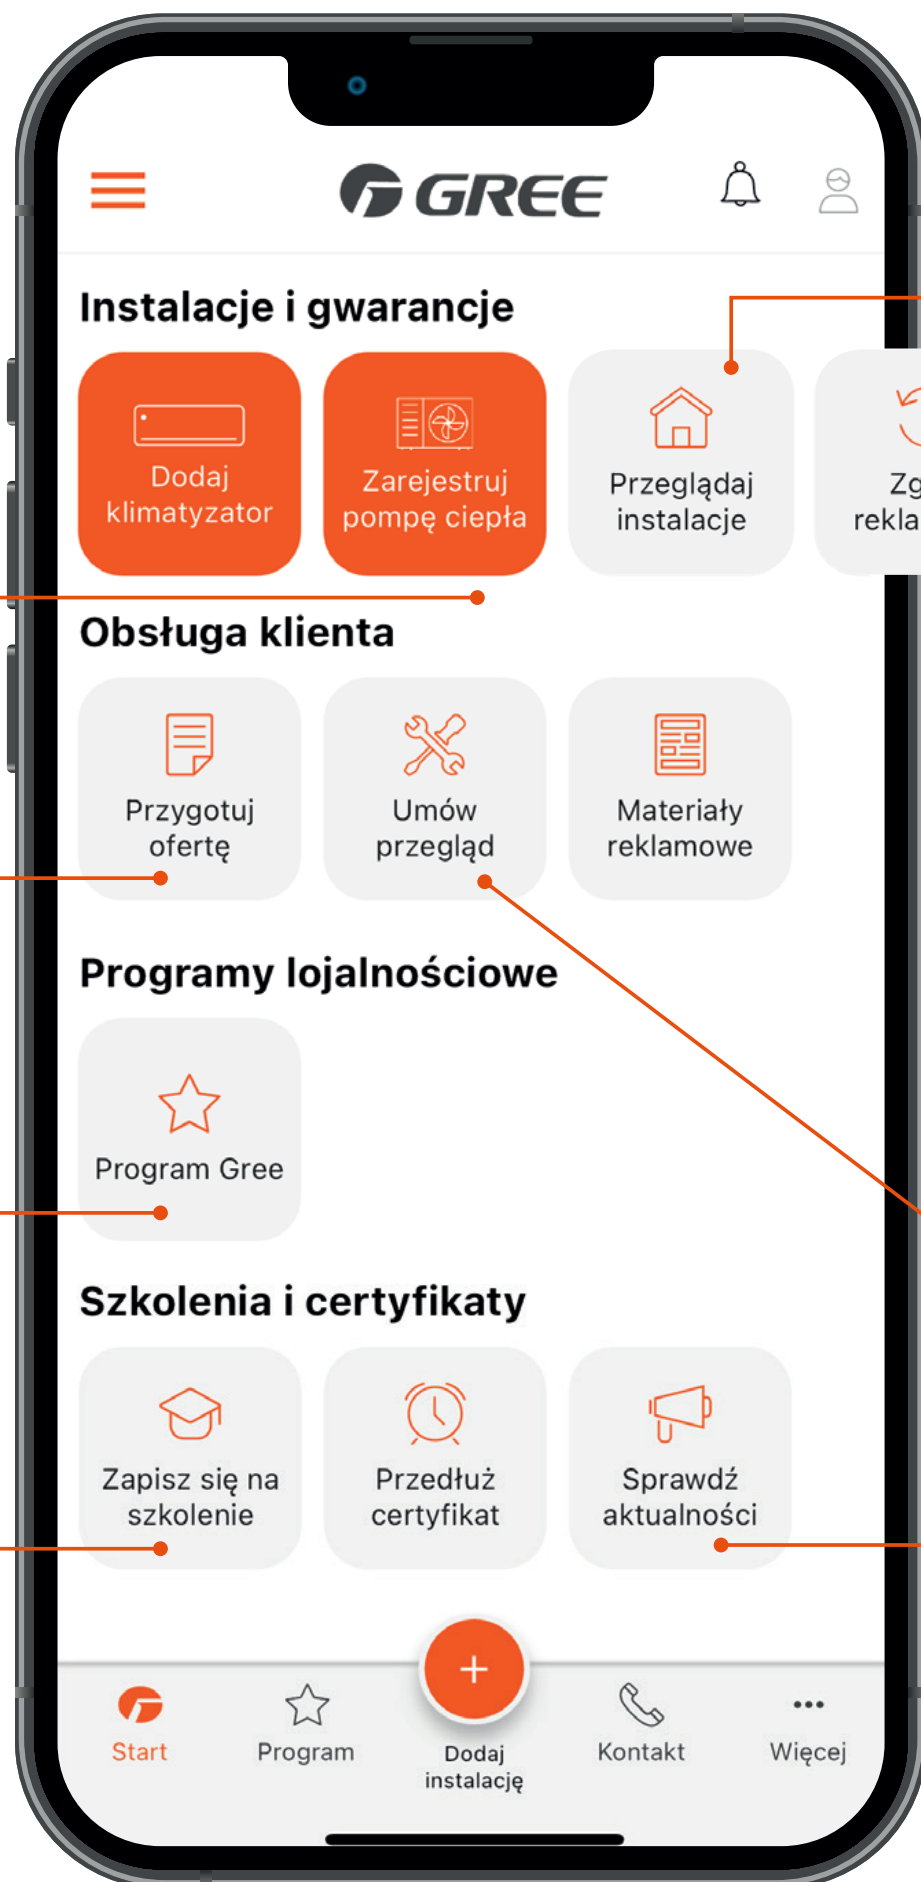 GREE
Instalacje i gwarancje
Dodaj
klimatyzator
Zarejestruj
pompę ciepła
Przeglądaj
instalacje
Obsługa klienta
Przygotuj
ofertę
Umów
przegląd
Materiały
reklamowe
Programy lojalnościowe
Program Gree
Szkolenia i certyfikaty
Zapisz się na
szkolenie
Przedłuż
certyfikat
Sprawdź
aktualności
Start
Program
Dodaj
instalację
Kontakt
Więcej